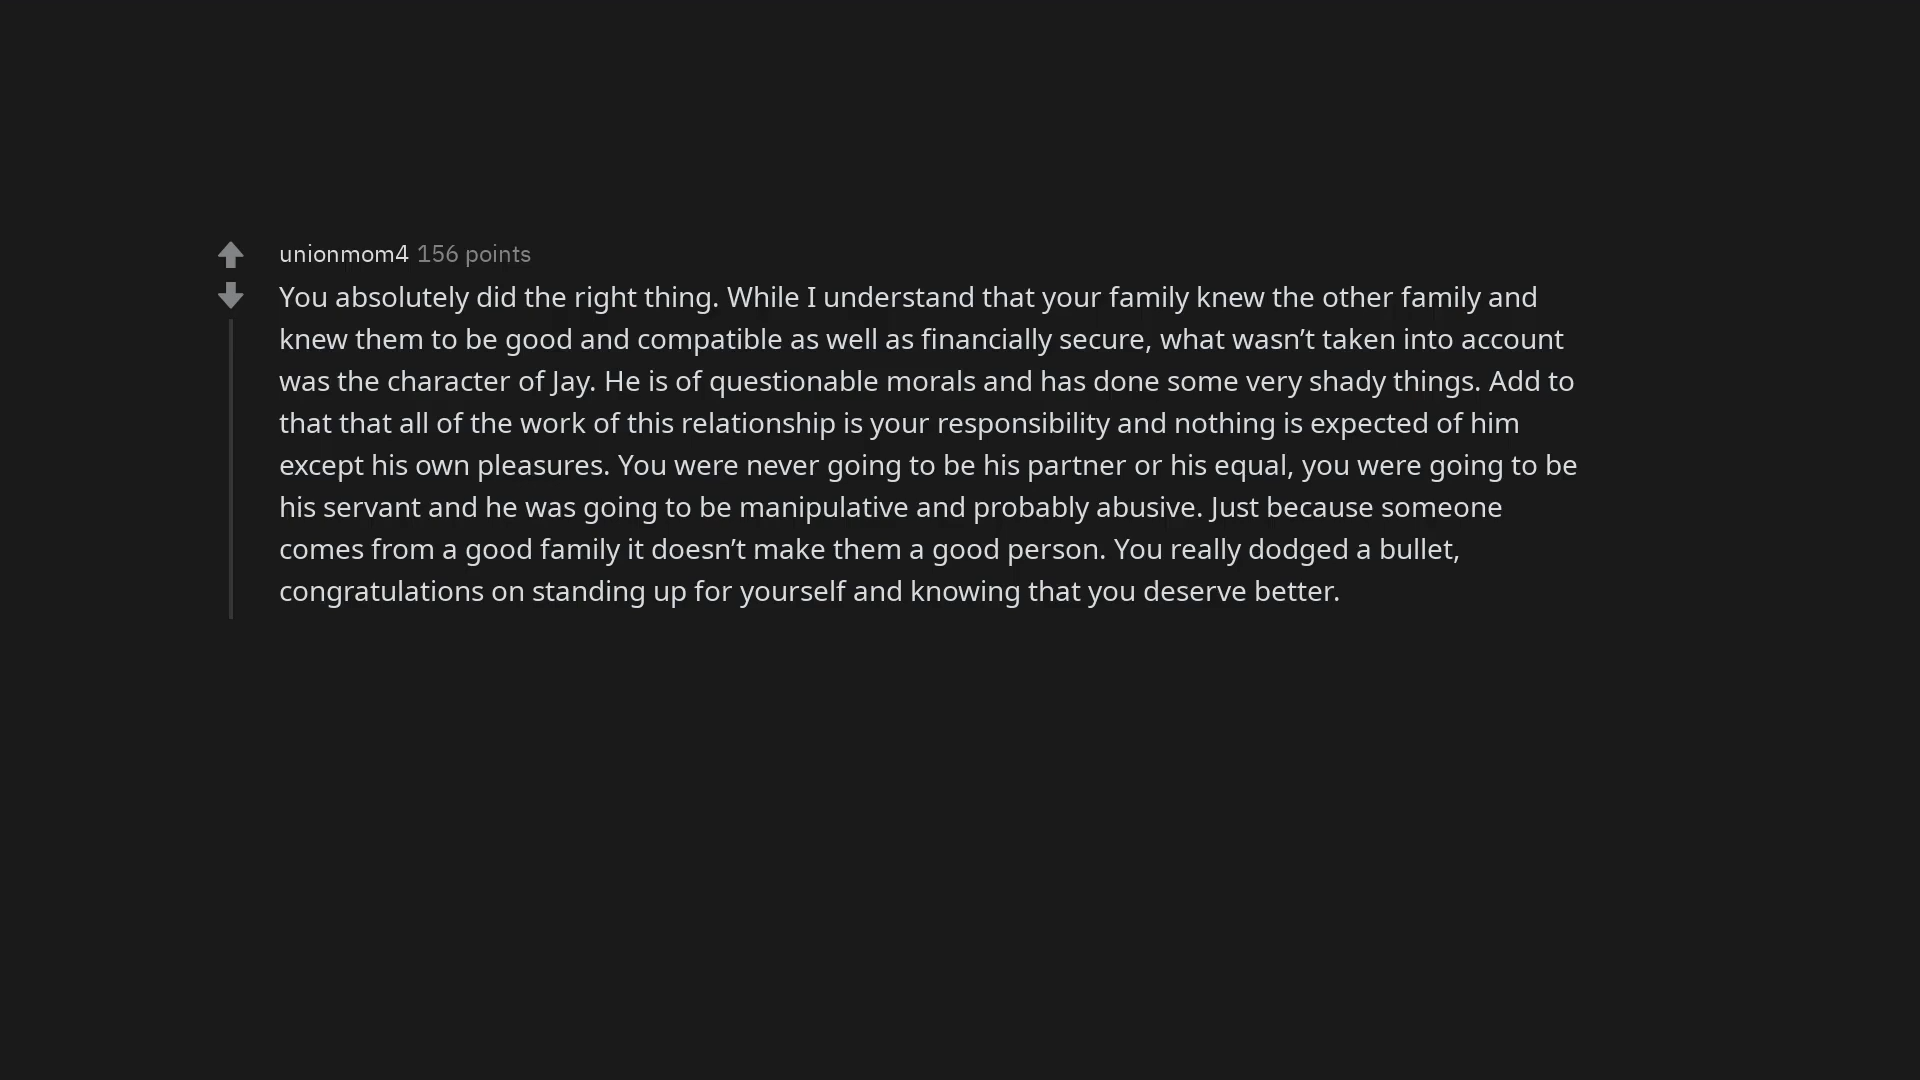 unionmom4 156 points
You absolutely did the right thing. While I understand that your family knew the other family and
knew them to be good and compatible as well as financially secure, what wasn’t taken into account
was the character of Jay. He is of questionable morals and has done some very shady things. Add to
that that all of the work of this relationship is your responsibility and nothing is expected of him
except his own pleasures. You were never going to be his partner or his equal, you were going to be
his servant and he was going to be manipulative and probably abusive. Just because someone
comes from a good family it doesn’t make them a good person. You really dodged a bullet,
congratulations on standing up for yourself and knowing that you deserve better.